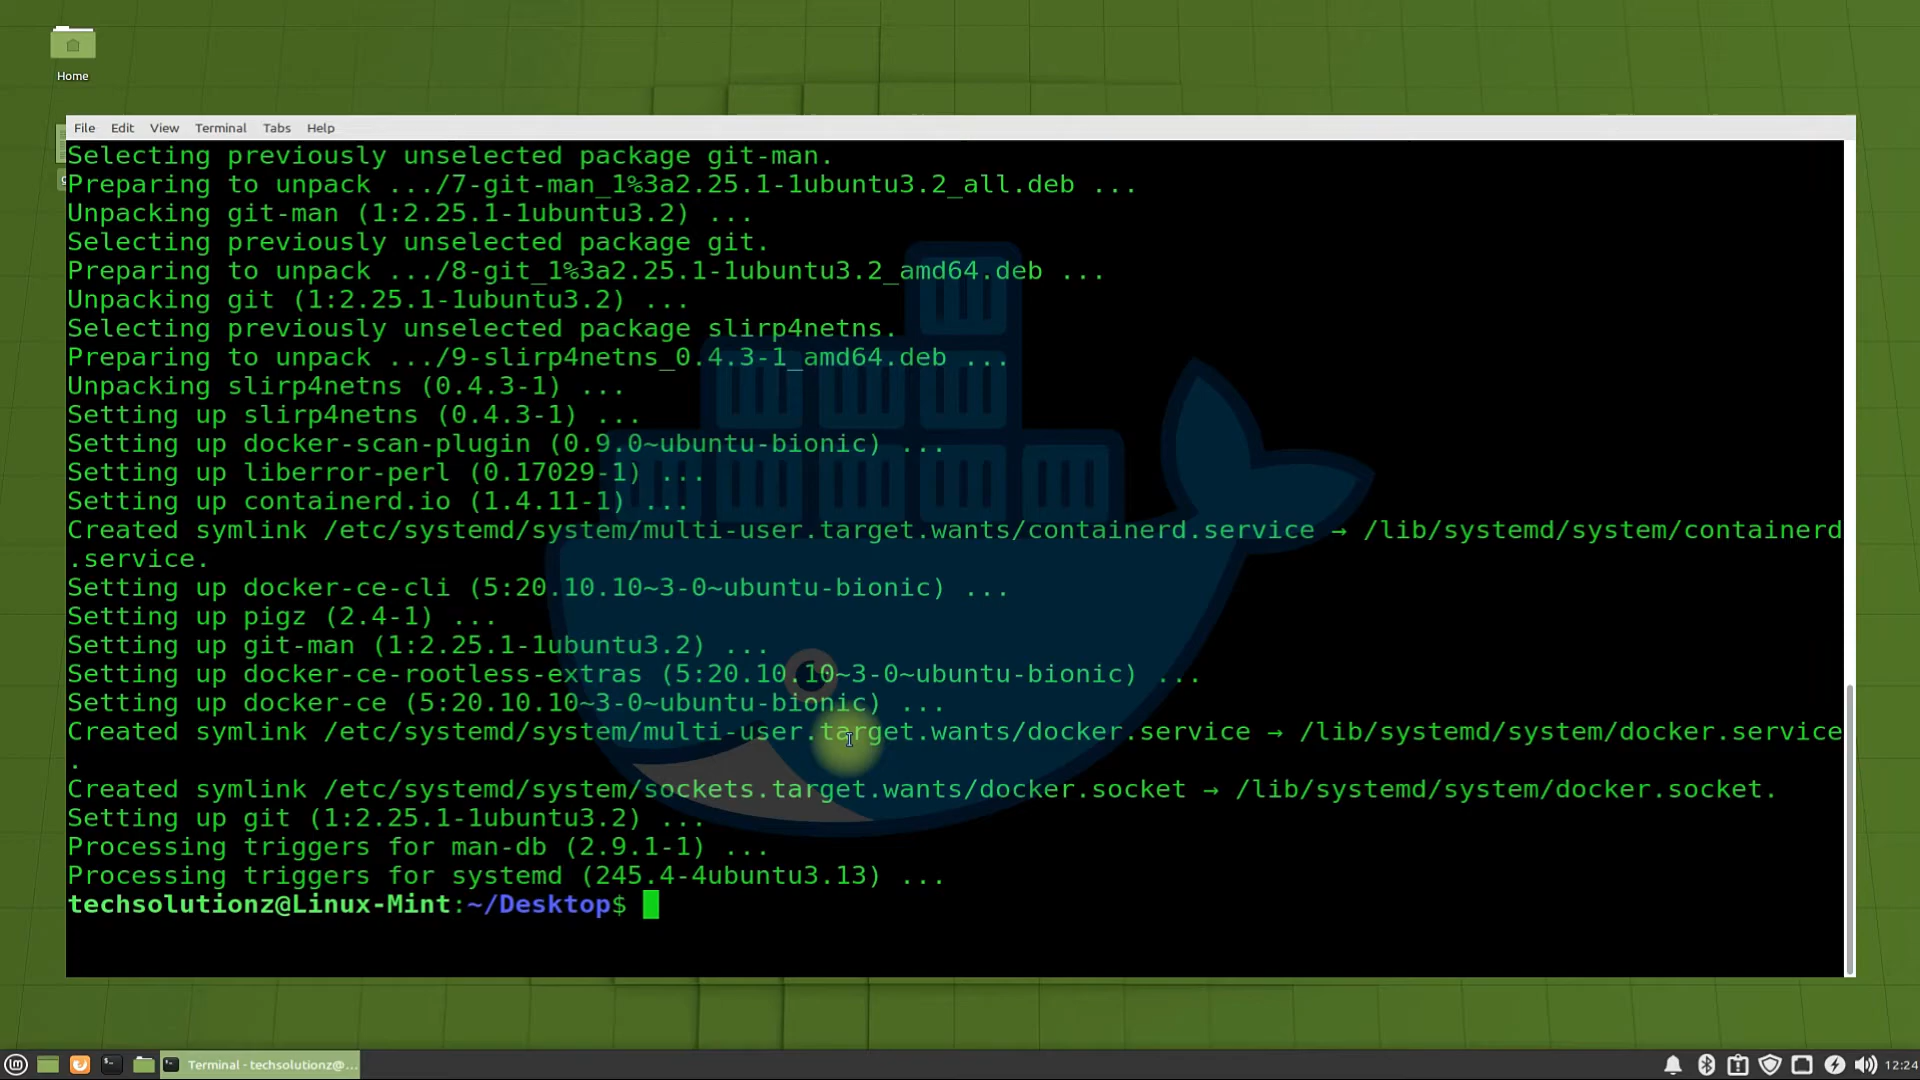 Home
File Edit View Terminal Tabs Help
Selecting previously unselected package git-man.
Preparing to unpack .../7-git-man_1%3a2.25.1-1ubuntu3.2_all.deb ...
Unpacking git-man (1:2.25.1-1ubuntu3.2) ...
Selecting previously unselected package git.
Preparing to unpack .../8-git_1%3a2.25.1-1ubuntu3.2_amd64.deb ...
Unpacking git (1:2.25.1-1ubuntu3.2) ...
Selecting previously unselected package slirp4netns.
Preparing to unpack .../9-slirp4netns_0.4.3-1_amd64.deb ...
Unpacking slirp4netns (0.4.3-1) ...
Setting up slirp4netns (0.4.3-1) ...
Setting up docker-scan-plugin (0.9.0~ubuntu-bionic) ...
Setting up liberror-perl (0.17029-1) ...
Setting up containerd.io (1.4.11-1) ...
Created symlink /etc/systemd/system/multi-user.target.wants/containerd.service → /lib/systemd/system/containerd
.service.
Setting up docker-ce-cli (5:20.10.10~3-0~ubuntu-bionic) ...
Setting up pigz (2.4-1) ...
Setting up git-man (1:2.25.1-1ubuntu3.2) ...
Setting up docker-ce-rootless-extras (5:20.10.10~3-0~ubuntu-bionic) ...
Setting up docker-ce (5:20.10.10~3-0~ubuntu-bionic) ...
Created symlink /etc/systemd/system/multi-user.target.wants/docker.service → /lib/systemd/system/docker.service
.
Created symlink /etc/systemd/system/sockets.target.wants/docker.socket → /lib/systemd/system/docker.socket.
Setting up git (1:2.25.1-1ubuntu3.2) ...
Processing triggers for man-db (2.9.1-1) ...
Processing triggers for systemd (245.4-4ubuntu3.13) ...
techsolutionz@Linux-Mint:~/Desktop$
Terminal - techsolutionz@...
12:24